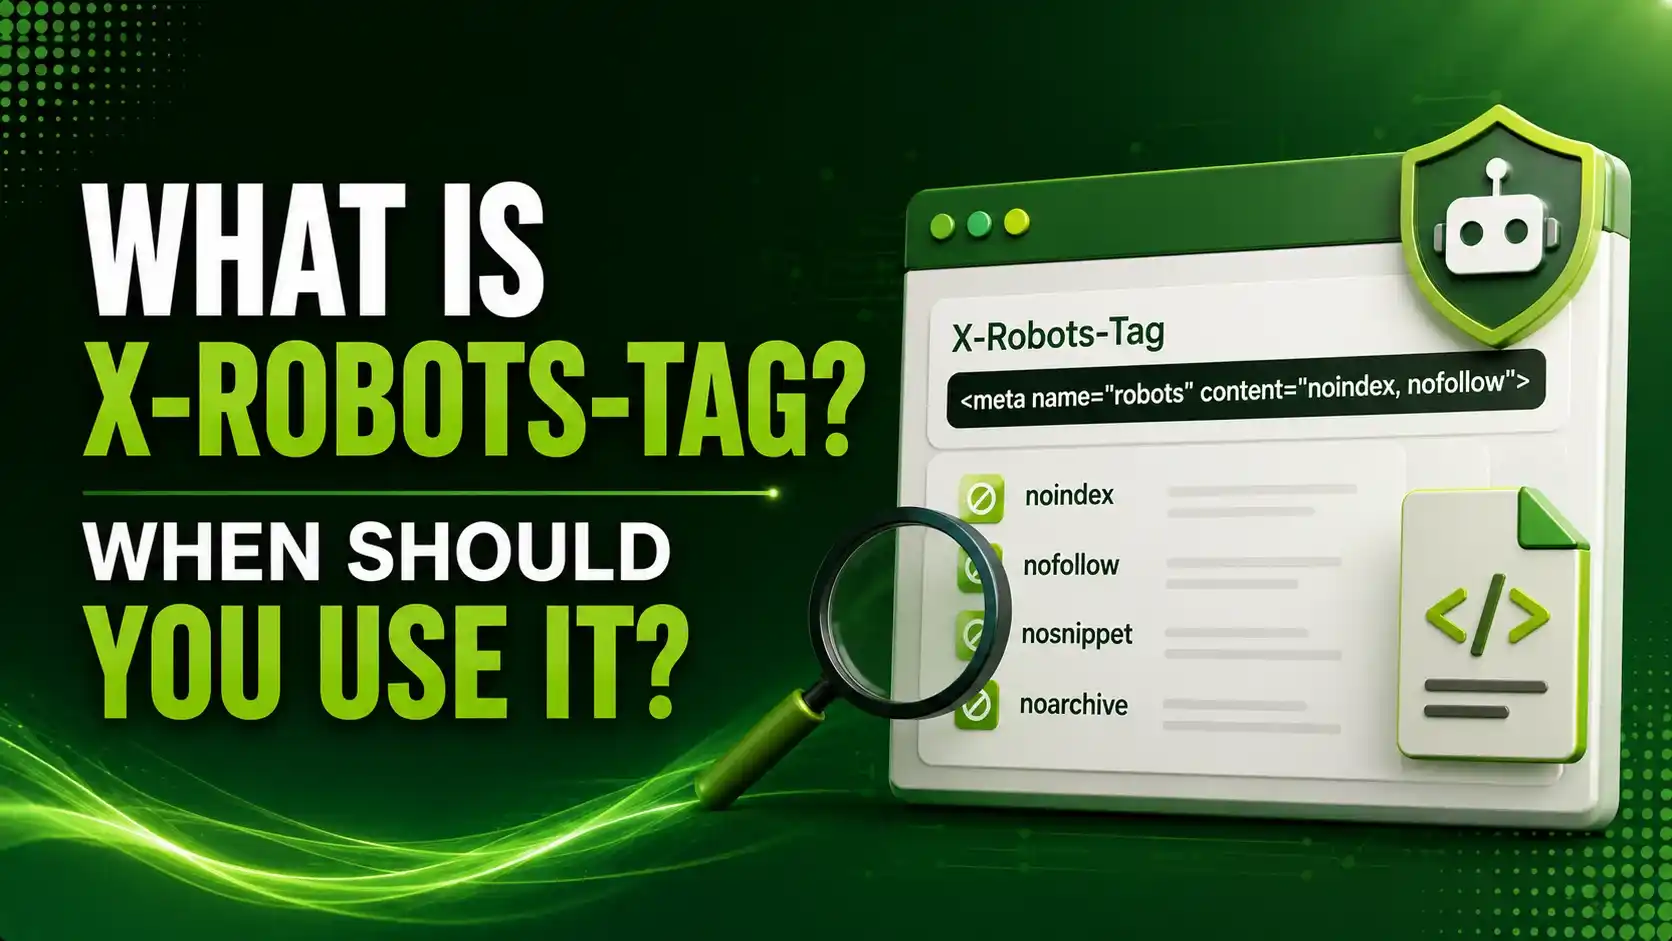 WHAT IS
X-ROBOTS-TAG?
WHEN SHOULD
YOU USE IT?
X-Robots-Tag
<meta name="robots" content="noindex, nofollow">
noindex
nofollow
nosnippet
noarchive
</>